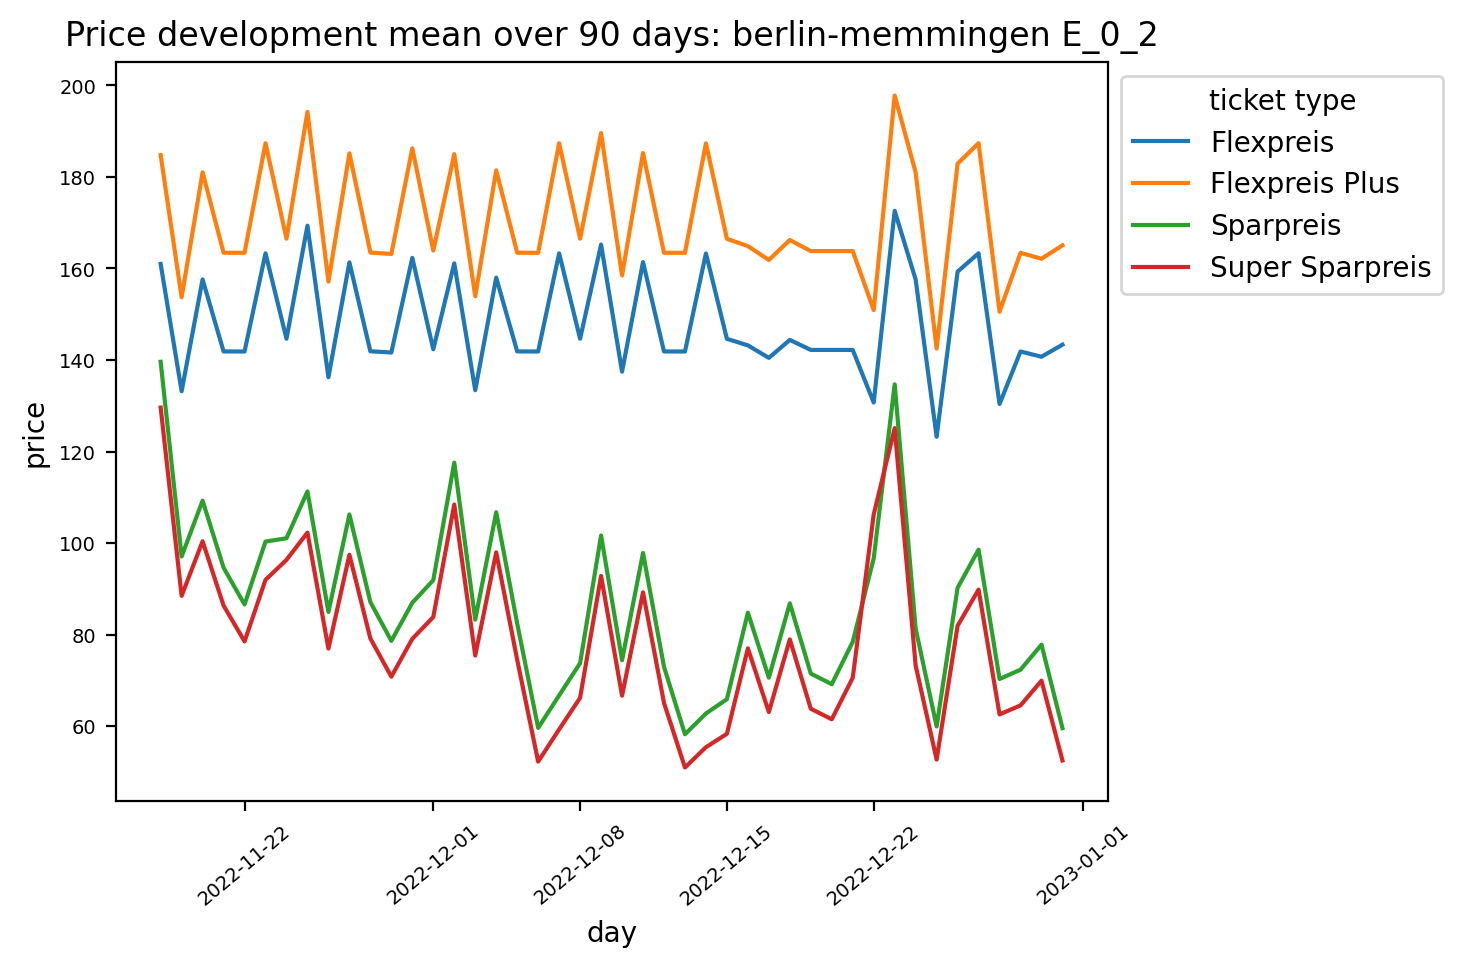 Price development mean over 90 days: berlin-memmingen E_0_2
200
180
160
140
120
100
80
60
price
2022-11-22
2022-12-01
2022-12-08
2022-12-15
2022-12-22
2023-01-01
day
ticket type
Flexpreis
Flexpreis Plus
Sparpreis
Super Sparpreis